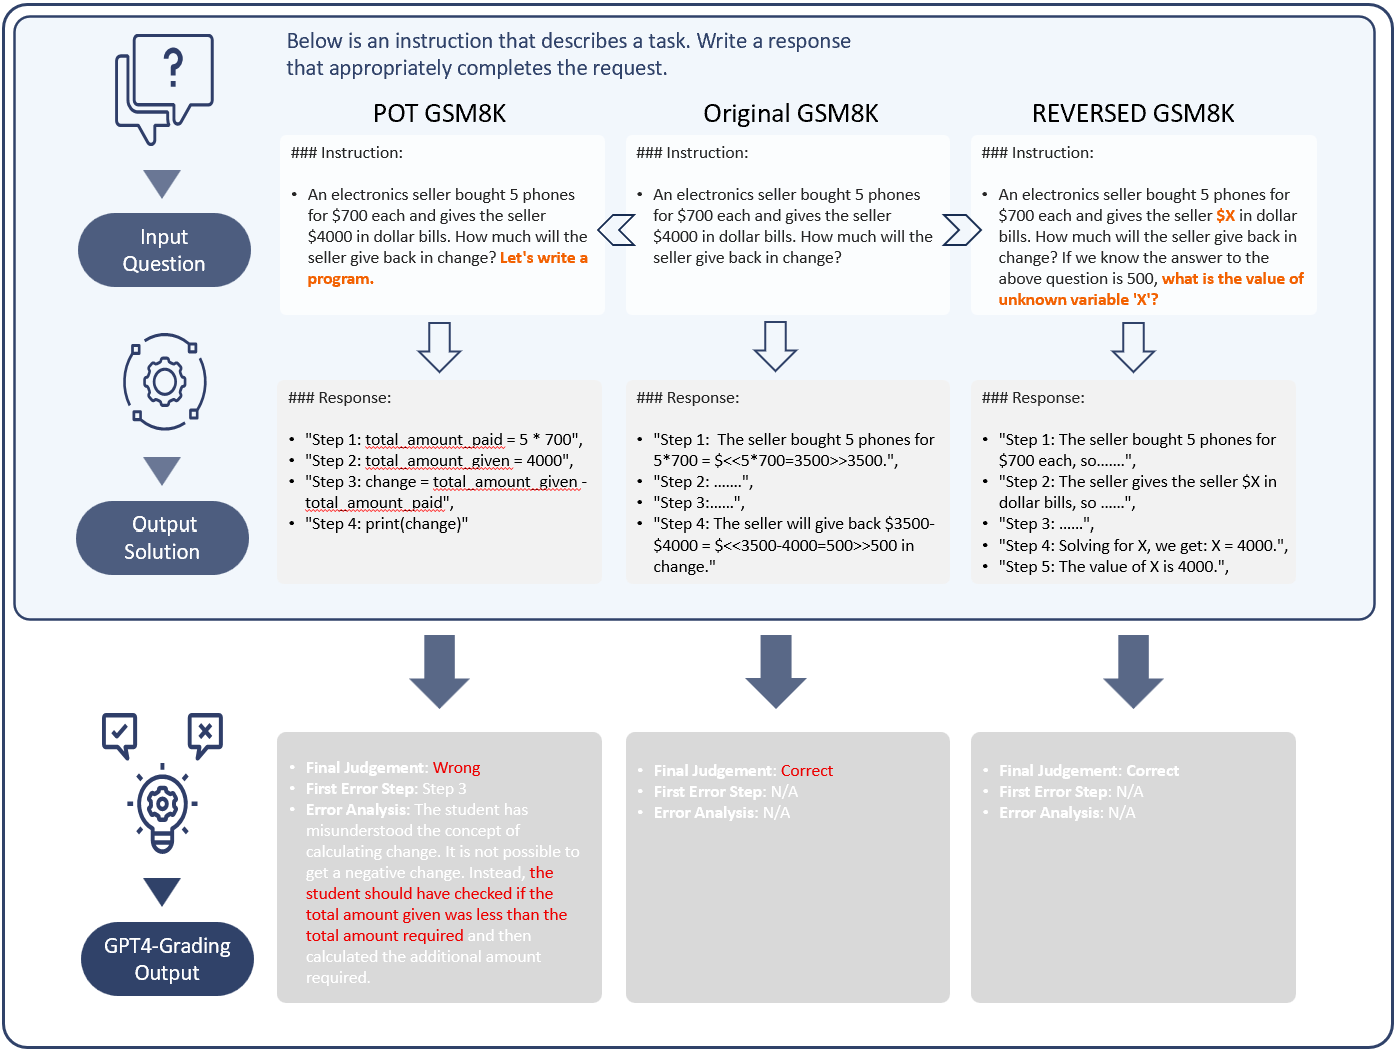 Below is an instruction that describes a task. Write a response
that appropriately completes the request.
?
Input
Question
POT GSM8K
### Instruction:
• An electronics seller bought 5 phones
for $700 each and gives the seller
$4000 in dollar bills. How much will the
seller give back in change? Let's write a
program.
Original GSM8K
### Instruction:
• An electronics seller bought 5 phones
for $700 each and gives the seller
$4000 in dollar bills. How much will the
seller give back in change?
REVERSED GSM8K
### Instruction:
• An electronics seller bought 5 phones for
$700 each and gives the seller $X in dollar
bills. How much will the seller give back in
change? If we know the answer to the
above question is 500, what is the value of
unknown variable 'X'?
Output
Solution
### Response:
• "Step 1: total_amount_paid = 5 * 700",
• "Step 2: total_amount_given = 4000",
• "Step 3: change = total_amount_given -
total_amount_paid",
• "Step 4: print(change)"
### Response:
• "Step 1:  The seller bought 5 phones for
5*700 = $<<5*700=3500>>3500.",
• "Step 2: .......",
• "Step 3:......",
• "Step 4: The seller will give back $3500-
$4000 = $<<3500-4000=500>>500 in
change."
### Response:
• "Step 1: The seller bought 5 phones for
$700 each, so.......",
• "Step 2: The seller gives the seller $X in
dollar bills, so ......",
• "Step 3: ......",
• "Step 4: Solving for X, we get: X = 4000.",
• "Step 5: The value of X is 4000.",
GPT4-Grading
Output
• Final Judgement: Wrong
• First Error Step: Step 3
• Error Analysis: The student has
misunderstood the concept of
calculating change. It is not possible to
get a negative change. Instead, the
student should have checked if the
total amount given was less than the
total amount required and then
calculated the additional amount
required.
• Final Judgement: Correct
• First Error Step: N/A
• Error Analysis: N/A
• Final Judgement: Correct
• First Error Step: N/A
• Error Analysis: N/A